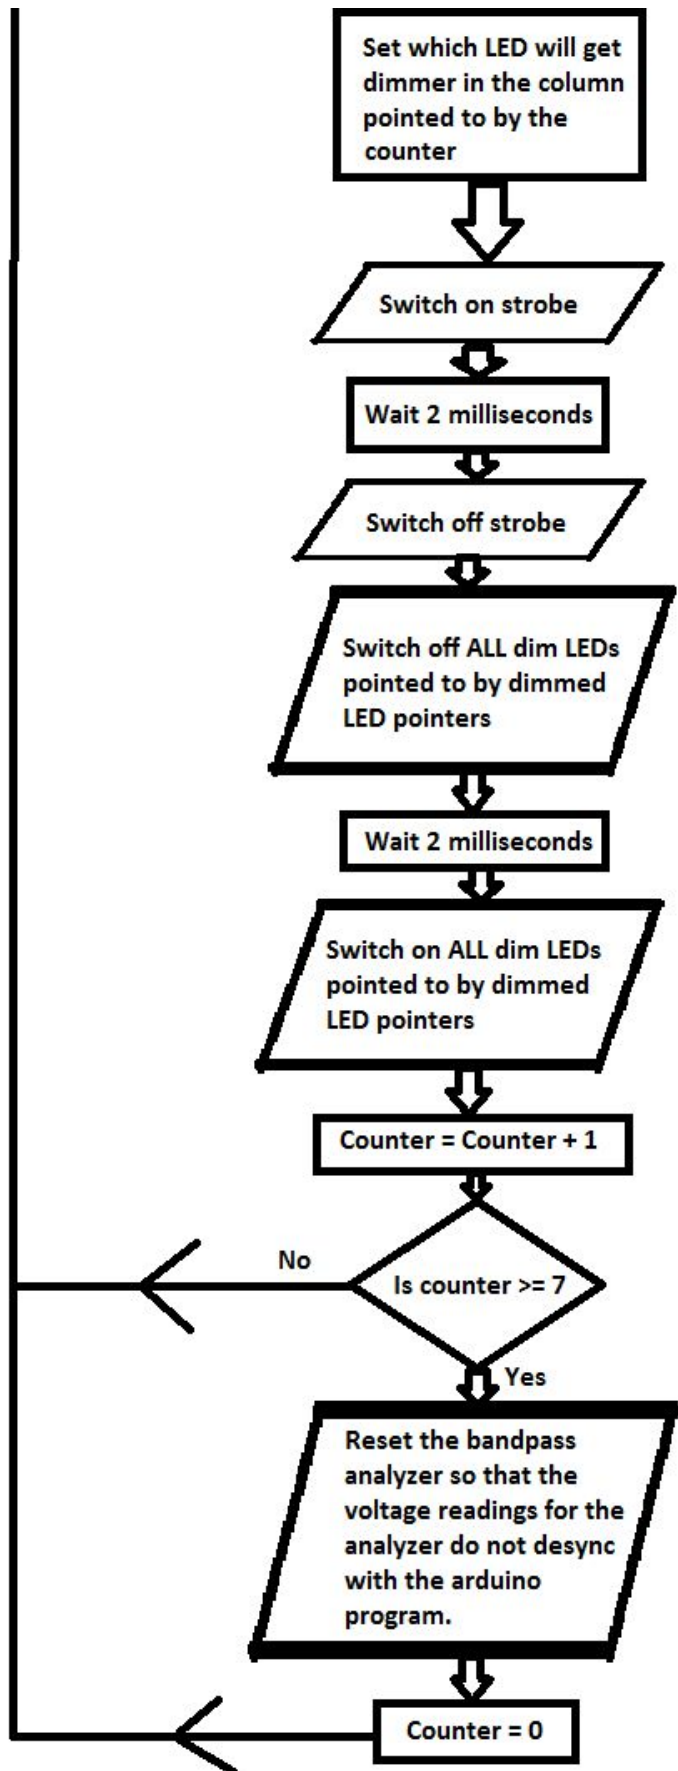 Set which LED will get
dimmer in the column
pointed to by the
counter
Switch on strobe
Wait 2 milliseconds
Switch off strobe
Switch off ALL dim LEDs
pointed to by dimmed
LED pointers
Wait 2 milliseconds
Switch on ALL dim LEDs
pointed to by dimmed
LED pointers
Counter = Counter + 1
No
Is counter >= 7
Yes
Reset the bandpass
analyzer so that the
voltage readings for the
analyzer do not desync
with the arduino
program.
Counter = 0